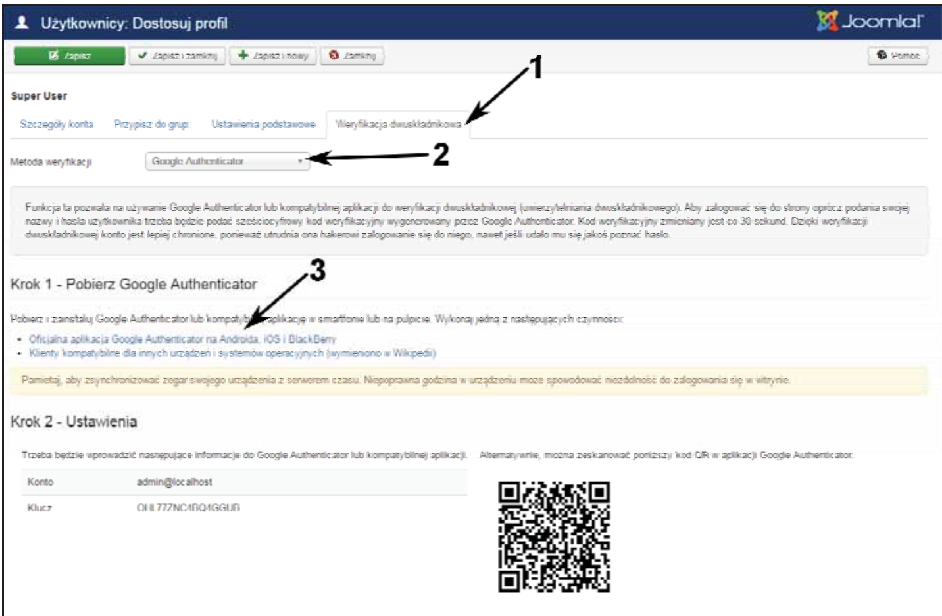 Użytkownicy: Dostosuj profil
Joomla!
Zapisz
Zapisz i zamknij
Zapisz i nowy
Zamknij
Pomoc
1
Super User
Szczegóły konta
Przypisz do grup
Ustawienia podstawowe
Weryfikacja dwuskładnikowa
2
Metoda weryfikacji
Google Authenticator
Funkcja ta pozwala na używanie Google Authenticator lub kompatybilnej aplikacji do weryfikacji dwuskładnikowej (uwierzytelniania dwuskładnikowego). Aby zalogować się do strony oprócz podania swojej
nazwy i hasła użytkownika trzeba będzie podać sześciocyfrowy kod weryfikacyjny wygenerowany przez Google Authenticator. Kod weryfikacyjny zmieniany jest co 30 sekund. Dzięki weryfikacji
dwuskładnikowej konto jest lepiej chronione, ponieważ utrudnia ona hakerowi zalogowanie się do niego, nawet jeśli udało mu się jakoś poznać hasło.
3
Krok 1 - Pobierz Google Authenticator
Pobierz i zainstaluj Google Authenticator lub kompatybilną aplikację w smartfonie lub na pulpicie. Wykonaj jedną z następujących czynności:
Oficjalna aplikacja Google Authenticator na Androida, iOS i BlackBerry
Klienty kompatybilne dla innych urządzeń i systemów operacyjnych (wymieniono w Wikipedii)
Pamiętaj, aby zsynchronizować zegar swojego urządzenia z serwerem czasu. Niepoprawna godzina w urządzeniu może spowodować niezdolność do zalogowania się w witrynie.
Krok 2 - Ustawienia
Trzeba będzie wprowadzić następujące informacje do Google Authenticator lub kompatybilnej aplikacji.
Alternatywnie, można zeskanować poniższy kod QR w aplikacji Google Authenticator.
Konto
admin@localhost
Klucz